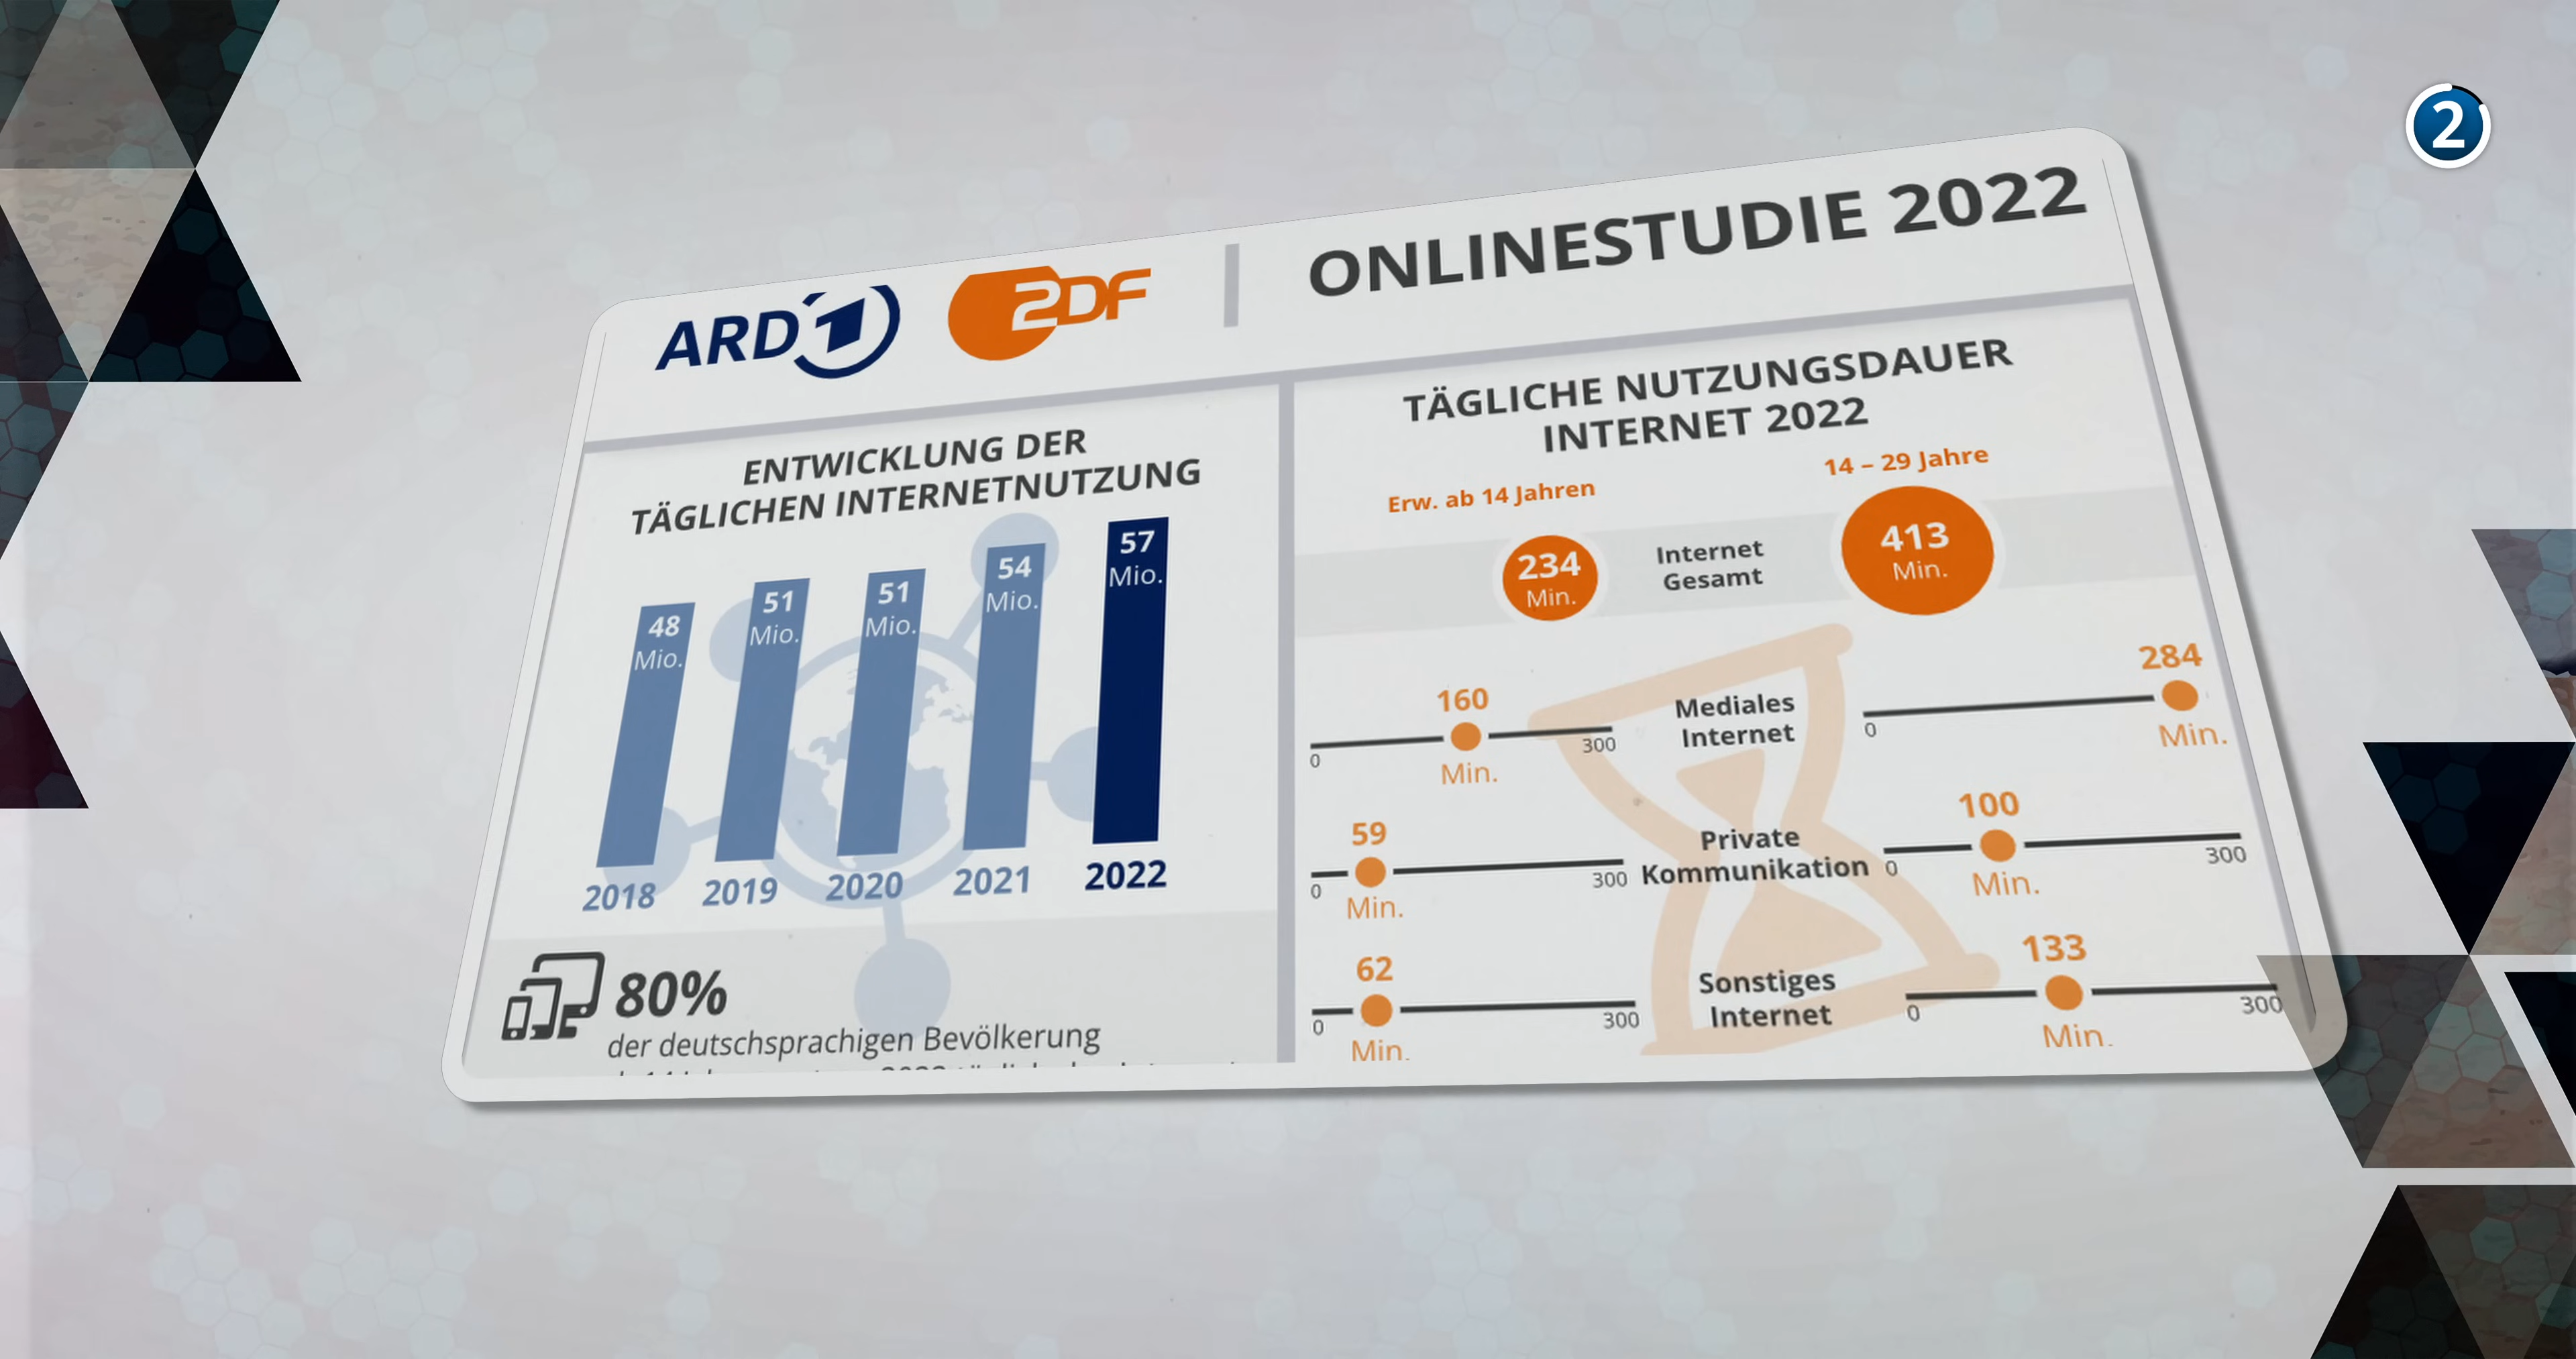 2
ARD 1
ZDF
ONLINESTUDIE 2022
ENTWICKLUNG DER
TÄGLICHEN INTERNETNUTZUNG
48
Mio.
51
Mio.
51
Mio.
54
Mio.
57
Mio.
2018
2019
2020
2021
2022
80%
der deutschsprachigen Bevölkerung
TÄGLICHE NUTZUNGSDAUER
INTERNET 2022
Erw. ab 14 Jahren
14 – 29 Jahre
234
Min.
Internet
Gesamt
413
Min.
160
0
300
Min.
Mediales
Internet
284
0
Min.
59
0
300
Min.
Private
Kommunikation
100
0
300
Min.
62
0
300
Min.
Sonstiges
Internet
133
0
300
Min.